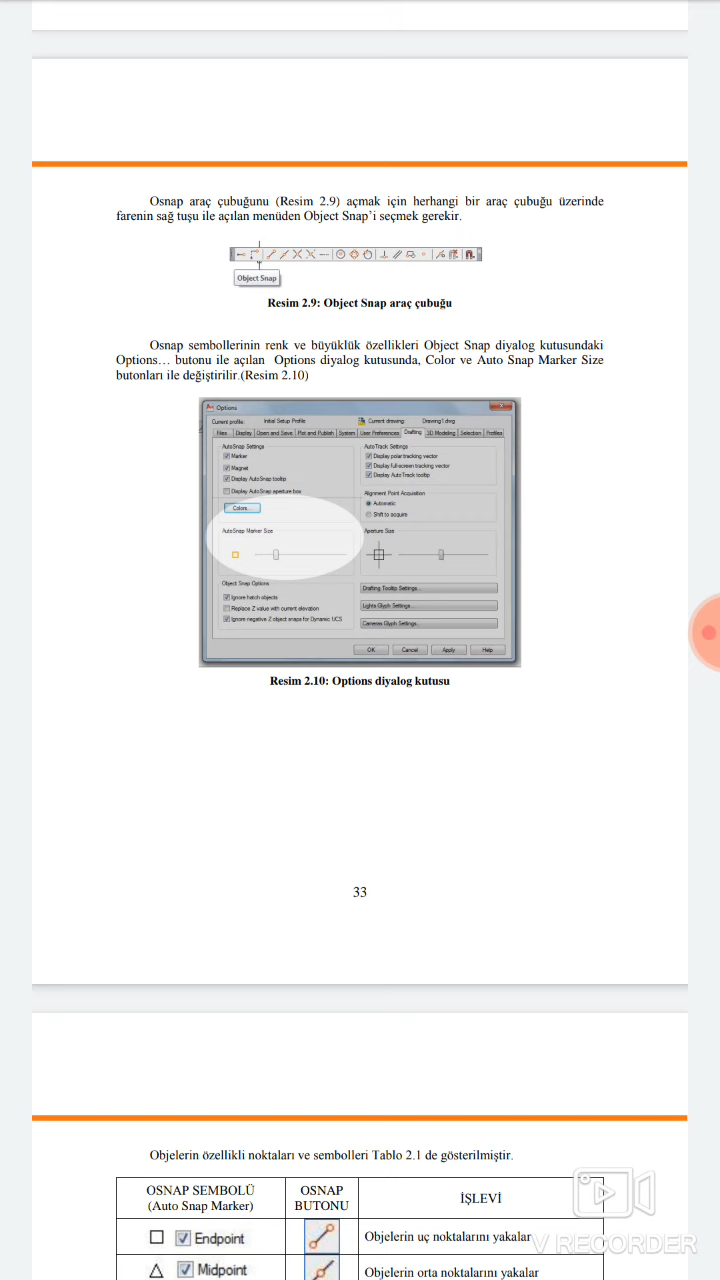 Osnap araç çubuğunu (Resim 2.9) açmak için herhangi bir araç çubuğu üzerinde
farenin sağ tuşu ile açılan menüden Object Snap'i seçmek gerekir.
Object Snap
Resim 2.9: Object Snap araç çubuğu
Osnap sembollerinin renk ve büyüklük özellikleri Object Snap diyalog kutusundaki
Options… butonu ile açılan Options diyalog kutusunda, Color ve Auto Snap Marker Size
butonları ile değiştirilir.(Resim 2.10)
Options
Current profile: Initial Setup Profile Current drawing: Drawing1.dwg
Files Display Open and Save Plot and Publish System User Preferences Drafting 3D Modeling Selection Profiles
AutoSnap Settings
Marker
Magnet
Display AutoSnap tooltip
Display AutoSnap aperture box
Colors...
AutoSnap Marker Size
Object Snap Options
Ignore hatch objects
Replace Z value with current elevation
Ignore negative Z object snaps for Dynamic UCS
AutoTrack Settings
Display polar tracking vector
Display full-screen tracking vector
Display AutoTrack tooltip
Alignment Point Acquisition
Automatic
Shift to acquire
Aperture Size
Drafting Tooltip Settings...
Lights Glyph Settings...
Cameras Glyph Settings...
OK Cancel Apply Help
Resim 2.10: Options diyalog kutusu
33
Objelerin özellikli noktaları ve sembolleri Tablo 2.1 de gösterilmiştir.
OSNAP SEMBOLÜ
(Auto Snap Marker)
OSNAP
BUTONU
İŞLEVİ
Endpoint
Objelerin uç noktalarını yakalar
Midpoint
Objelerin orta noktalarını yakalar
V RECORDER